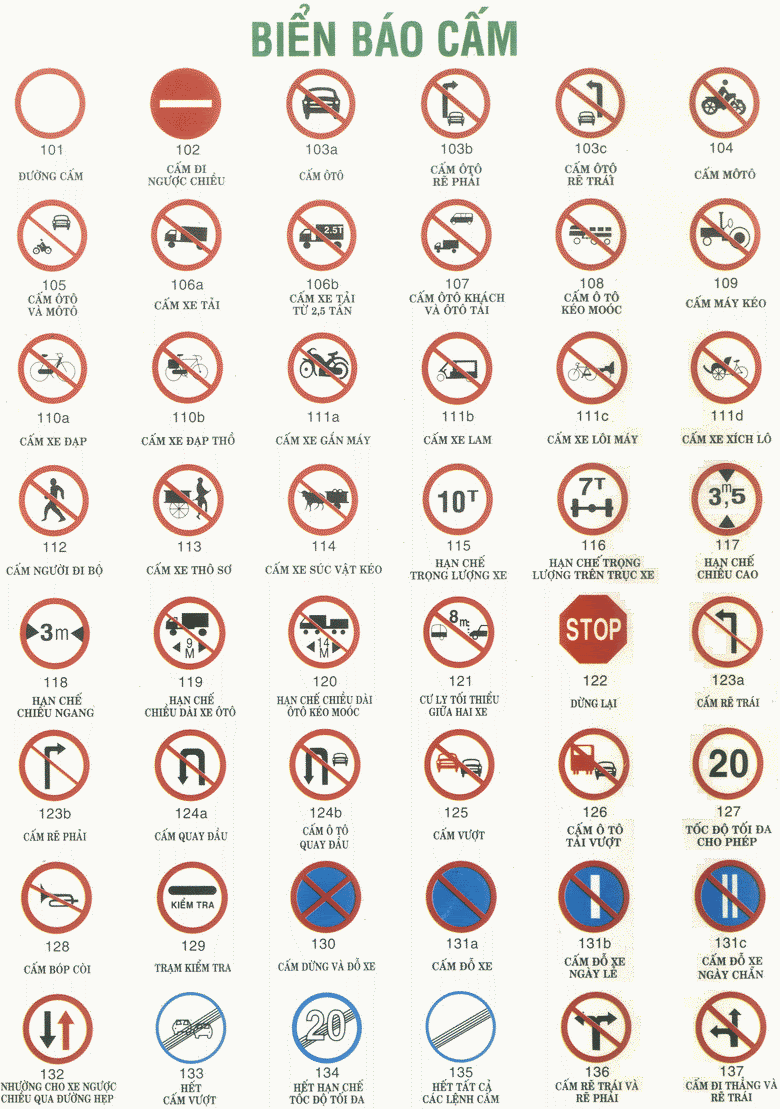 BIỂN BÁO CẤM
101
ĐƯỜNG CẤM
102
CẤM ĐI
NGƯỢC CHIỀU
103a
CẤM ÔTÔ
103b
CẤM ÔTÔ
RẼ PHẢI
103c
CẤM ÔTÔ
RẼ TRÁI
104
CẤM MÔTÔ
105
CẤM ÔTÔ
VÀ MÔTÔ
106a
CẤM XE TẢI
2.5T
106b
CẤM XE TẢI
TỪ 2,5 TẤN
107
CẤM ÔTÔ KHÁCH
VÀ ÔTÔ TẢI
108
CẤM Ô TÔ
KÉO MOÓC
109
CẤM MÁY KÉO
110a
CẤM XE ĐẠP
110b
CẤM XE ĐẠP THỒ
111a
CẤM XE GẮN MÁY
111b
CẤM XE LAM
111c
CẤM XE LÔI MÁY
111d
CẤM XE XÍCH LÔ
112
CẤM NGƯỜI ĐI BỘ
113
CẤM XE THÔ SƠ
114
CẤM XE SÚC VẬT KÉO
10T
115
HẠN CHẾ
TRỌNG LƯỢNG XE
7T
116
HẠN CHẾ TRỌNG
LƯỢNG TRÊN TRỤC XE
3,5m
117
HẠN CHẾ
CHIỀU CAO
3m
118
HẠN CHẾ
CHIỀU NGANG
9
M
119
HẠN CHẾ
CHIỀU DÀI XE ÔTÔ
14
M
120
HẠN CHẾ CHIỀU DÀI
ÔTÔ KÉO MOÓC
8m
121
CỰ LY TỐI THIỂU
GIỮA HAI XE
STOP
122
DỪNG LẠI
123a
CẤM RẼ TRÁI
123b
CẤM RẼ PHẢI
124a
CẤM QUAY ĐẦU
124b
CẤM Ô TÔ
QUAY ĐẦU
125
CẤM VƯỢT
126
CẤM Ô TÔ
TẢI VƯỢT
20
127
TỐC ĐỘ TỐI ĐA
CHO PHÉP
128
CẤM BÓP CÒI
KIỂM TRA
129
TRẠM KIỂM TRA
130
CẤM DỪNG VÀ ĐỖ XE
131a
CẤM ĐỖ XE
131b
CẤM ĐỖ XE
NGÀY LẺ
131c
CẤM ĐỖ XE
NGÀY CHẴN
132
NHƯỜNG CHO XE NGƯỢC
CHIỀU QUA ĐƯỜNG HẸP
133
HẾT
CẤM VƯỢT
20
134
HẾT HẠN CHẾ
TỐC ĐỘ TỐI ĐA
135
HẾT TẤT CẢ
CÁC LỆNH CẤM
136
CẤM RẼ TRÁI VÀ
RẼ PHẢI
137
CẤM ĐI THẲNG VÀ
RẼ TRÁI